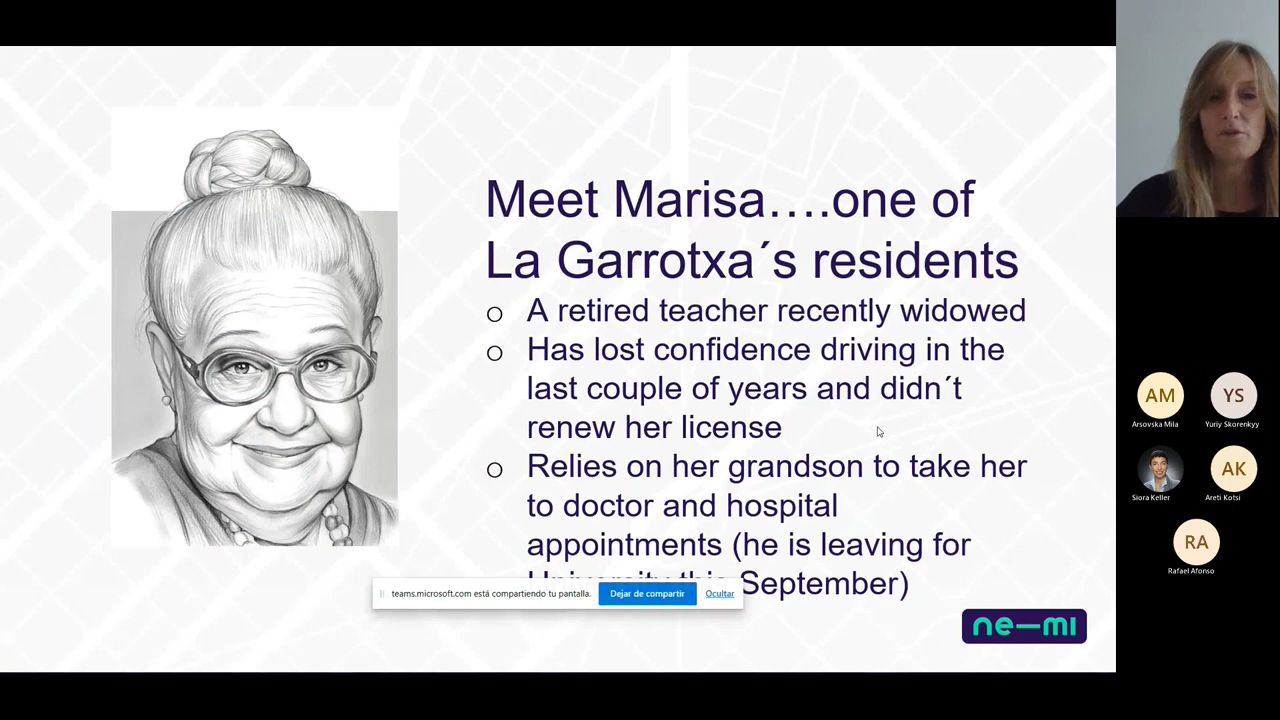 Meet Marisa….one of
La Garrotxa´s residents
o A retired teacher recently widowed
o Has lost confidence driving in the
last couple of years and didn´t
renew her license
o Relies on her grandson to take her
to doctor and hospital
appointments (he is leaving for
University this September)
teams.microsoft.com está compartiendo tu pantalla. Dejar de compartir Ocultar
ne—mi
AM YS
Arsovska Mila Yuriy Skorenkyy
AK
Siora Keller Areti Kotsi
RA
Rafael Afonso